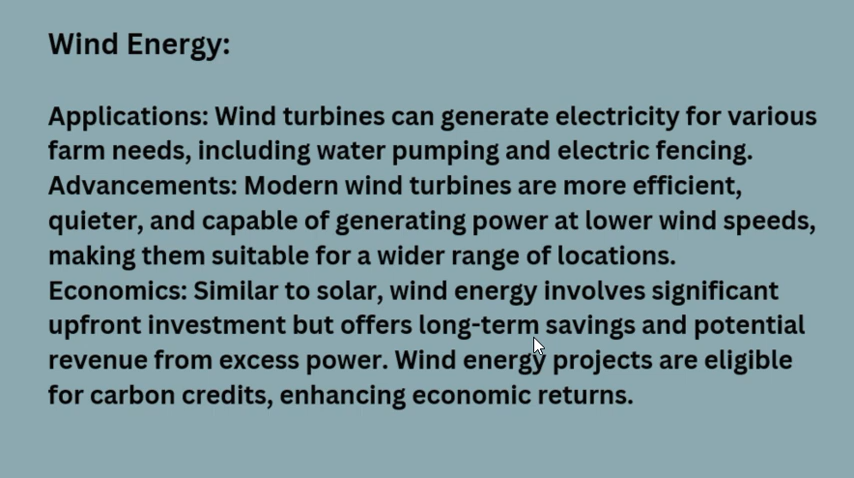 Wind Energy:
Applications: Wind turbines can generate electricity for various
farm needs, including water pumping and electric fencing.
Advancements: Modern wind turbines are more efficient,
quieter, and capable of generating power at lower wind speeds,
making them suitable for a wider range of locations.
Economics: Similar to solar, wind energy involves significant
upfront investment but offers long-term savings and potential
revenue from excess power. Wind energy projects are eligible
for carbon credits, enhancing economic returns.